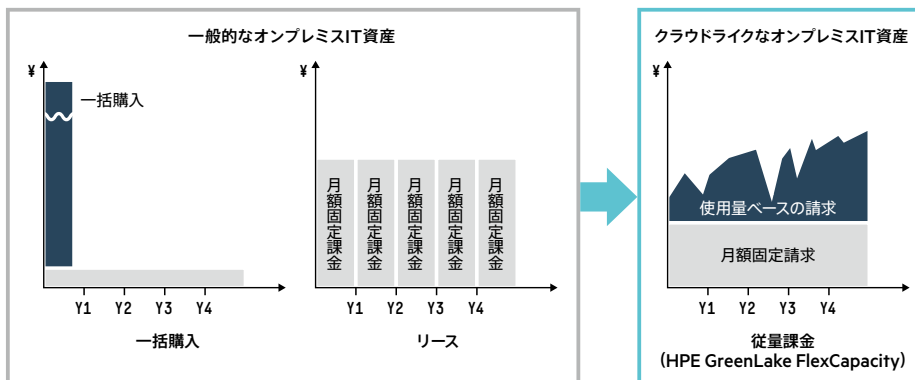 一般的なオンプレミスIT資産
¥
一括購入
Y1 Y2 Y3 Y4
一括購入
¥
月額固定課金
月額固定課金
月額固定課金
月額固定課金
月額固定課金
Y1 Y2 Y3 Y4
リース
クラウドライクなオンプレミスIT資産
¥
使用量ベースの請求
月額固定請求
Y1 Y2 Y3 Y4
従量課金
(HPE GreenLake FlexCapacity)